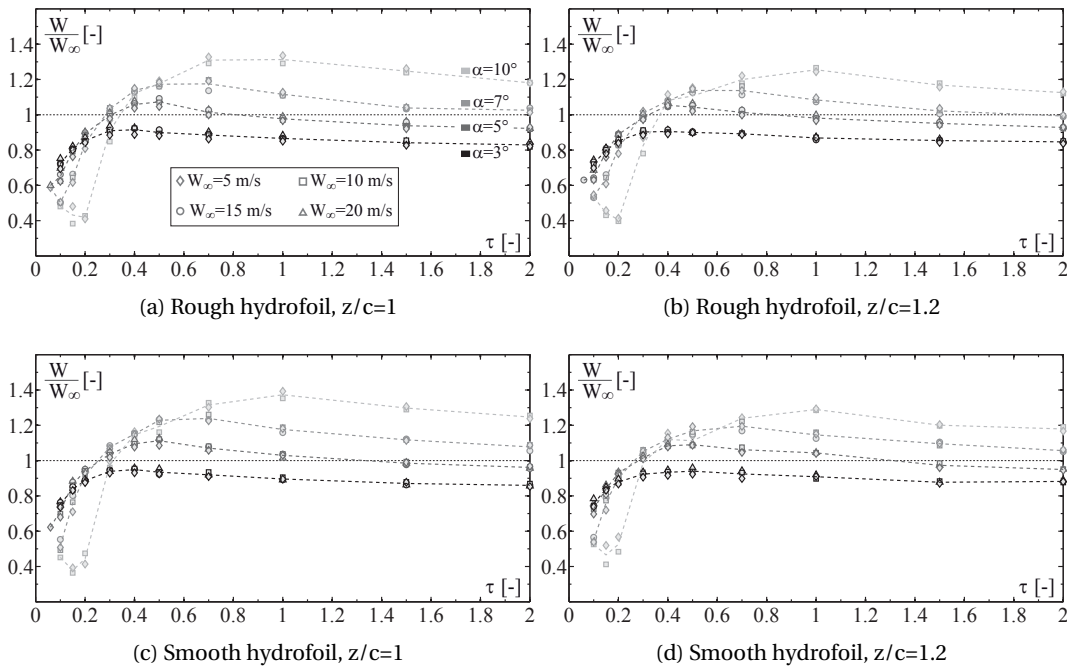 W
W∞ [-]
1.4
1.2
1
0.8
0.6
0.4
α=10°
α=7°
α=5°
α=3°
W∞=5 m/s
W∞=10 m/s
W∞=15 m/s
W∞=20 m/s
τ [-]
0 0.2 0.4 0.6 0.8 1 1.2 1.4 1.6 1.8 2
(a) Rough hydrofoil, z/c=1
W
W∞ [-]
1.4
1.2
1
0.8
0.6
0.4
τ [-]
0 0.2 0.4 0.6 0.8 1 1.2 1.4 1.6 1.8 2
(b) Rough hydrofoil, z/c=1.2
W
W∞ [-]
1.4
1.2
1
0.8
0.6
0.4
τ [-]
0 0.2 0.4 0.6 0.8 1 1.2 1.4 1.6 1.8 2
(c) Smooth hydrofoil, z/c=1
W
W∞ [-]
1.4
1.2
1
0.8
0.6
0.4
τ [-]
0 0.2 0.4 0.6 0.8 1 1.2 1.4 1.6 1.8 2
(d) Smooth hydrofoil, z/c=1.2